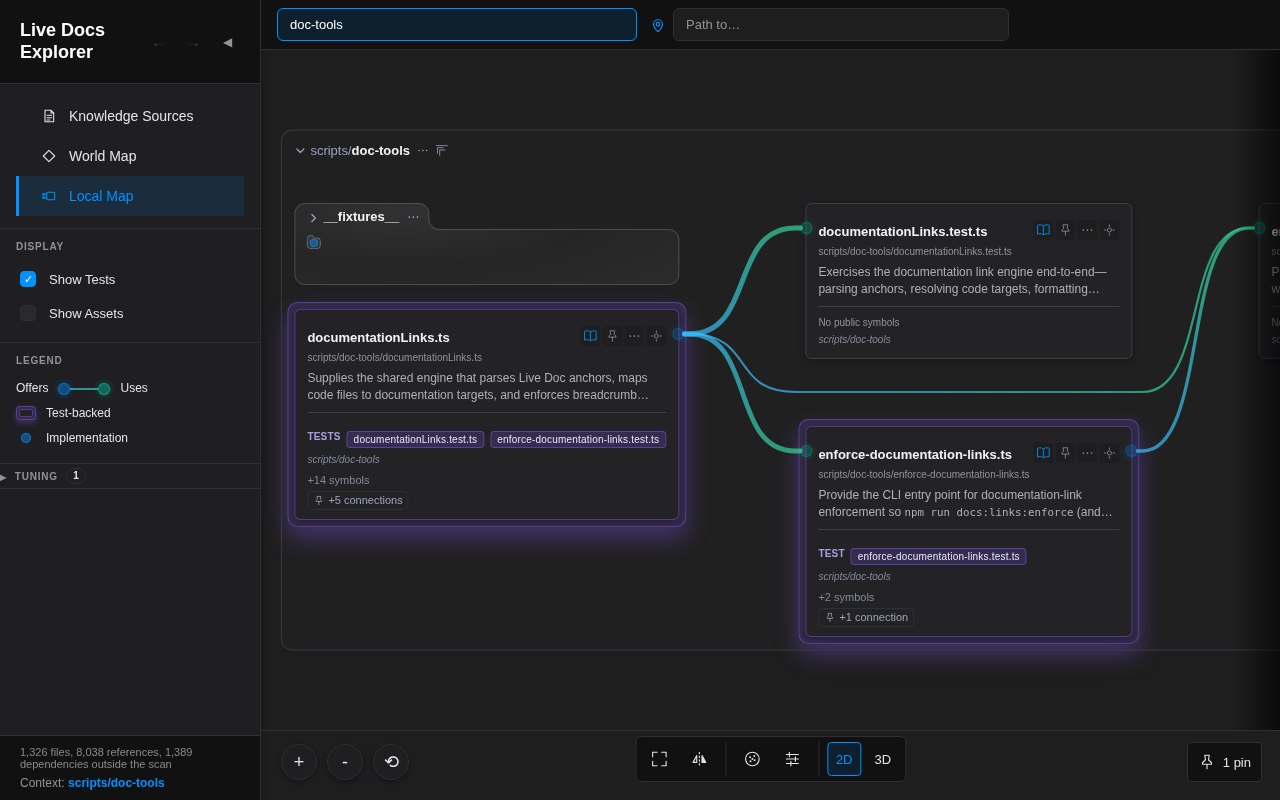 Live Docs
Explorer
Knowledge Sources
World Map
Local Map
DISPLAY
Show Tests
Show Assets
LEGEND
Offers
Uses
Test-backed
Implementation
TUNING 1
1,326 files, 8,038 references, 1,389
dependencies outside the scan
Context: scripts/doc-tools
doc-tools
Path to…
scripts/doc-tools
__fixtures__
documentationLinks.ts
scripts/doc-tools/documentationLinks.ts
Supplies the shared engine that parses Live Doc anchors, maps
code files to documentation targets, and enforces breadcrumb…
TESTS documentationLinks.test.ts enforce-documentation-links.test.ts
scripts/doc-tools
+14 symbols
+5 connections
documentationLinks.test.ts
scripts/doc-tools/documentationLinks.test.ts
Exercises the documentation link engine end-to-end—
parsing anchors, resolving code targets, formatting…
No public symbols
scripts/doc-tools
enforce-documentation-links.ts
scripts/doc-tools/enforce-documentation-links.ts
Provide the CLI entry point for documentation-link
enforcement so npm run docs:links:enforce (and…
TEST enforce-documentation-links.test.ts
scripts/doc-tools
+2 symbols
+1 connection
+
-
2D
3D
1 pin